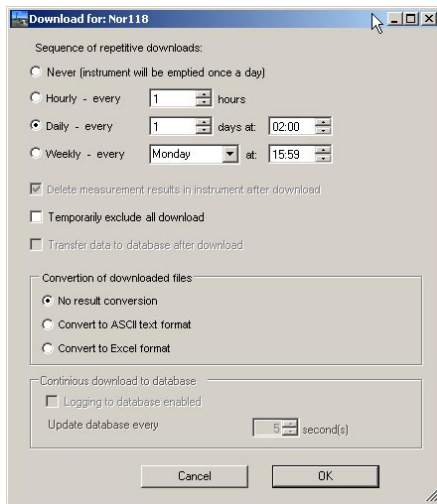 Download for: Nor118
Sequence of repetitive downloads:
Never (instrument will be emptied once a day)
Hourly - every 1 hours
Daily - every 1 days at: 02:00
Weekly - every Monday at: 15:59
Delete measurement results in instrument after download
Temporarily exclude all download
Transfer data to database after download
Convertion of downloaded files
No result conversion
Convert to ASCII text format
Convert to Excel format
Continious download to database
Logging to database enabled
Update database every 5 second(s)
Cancel OK